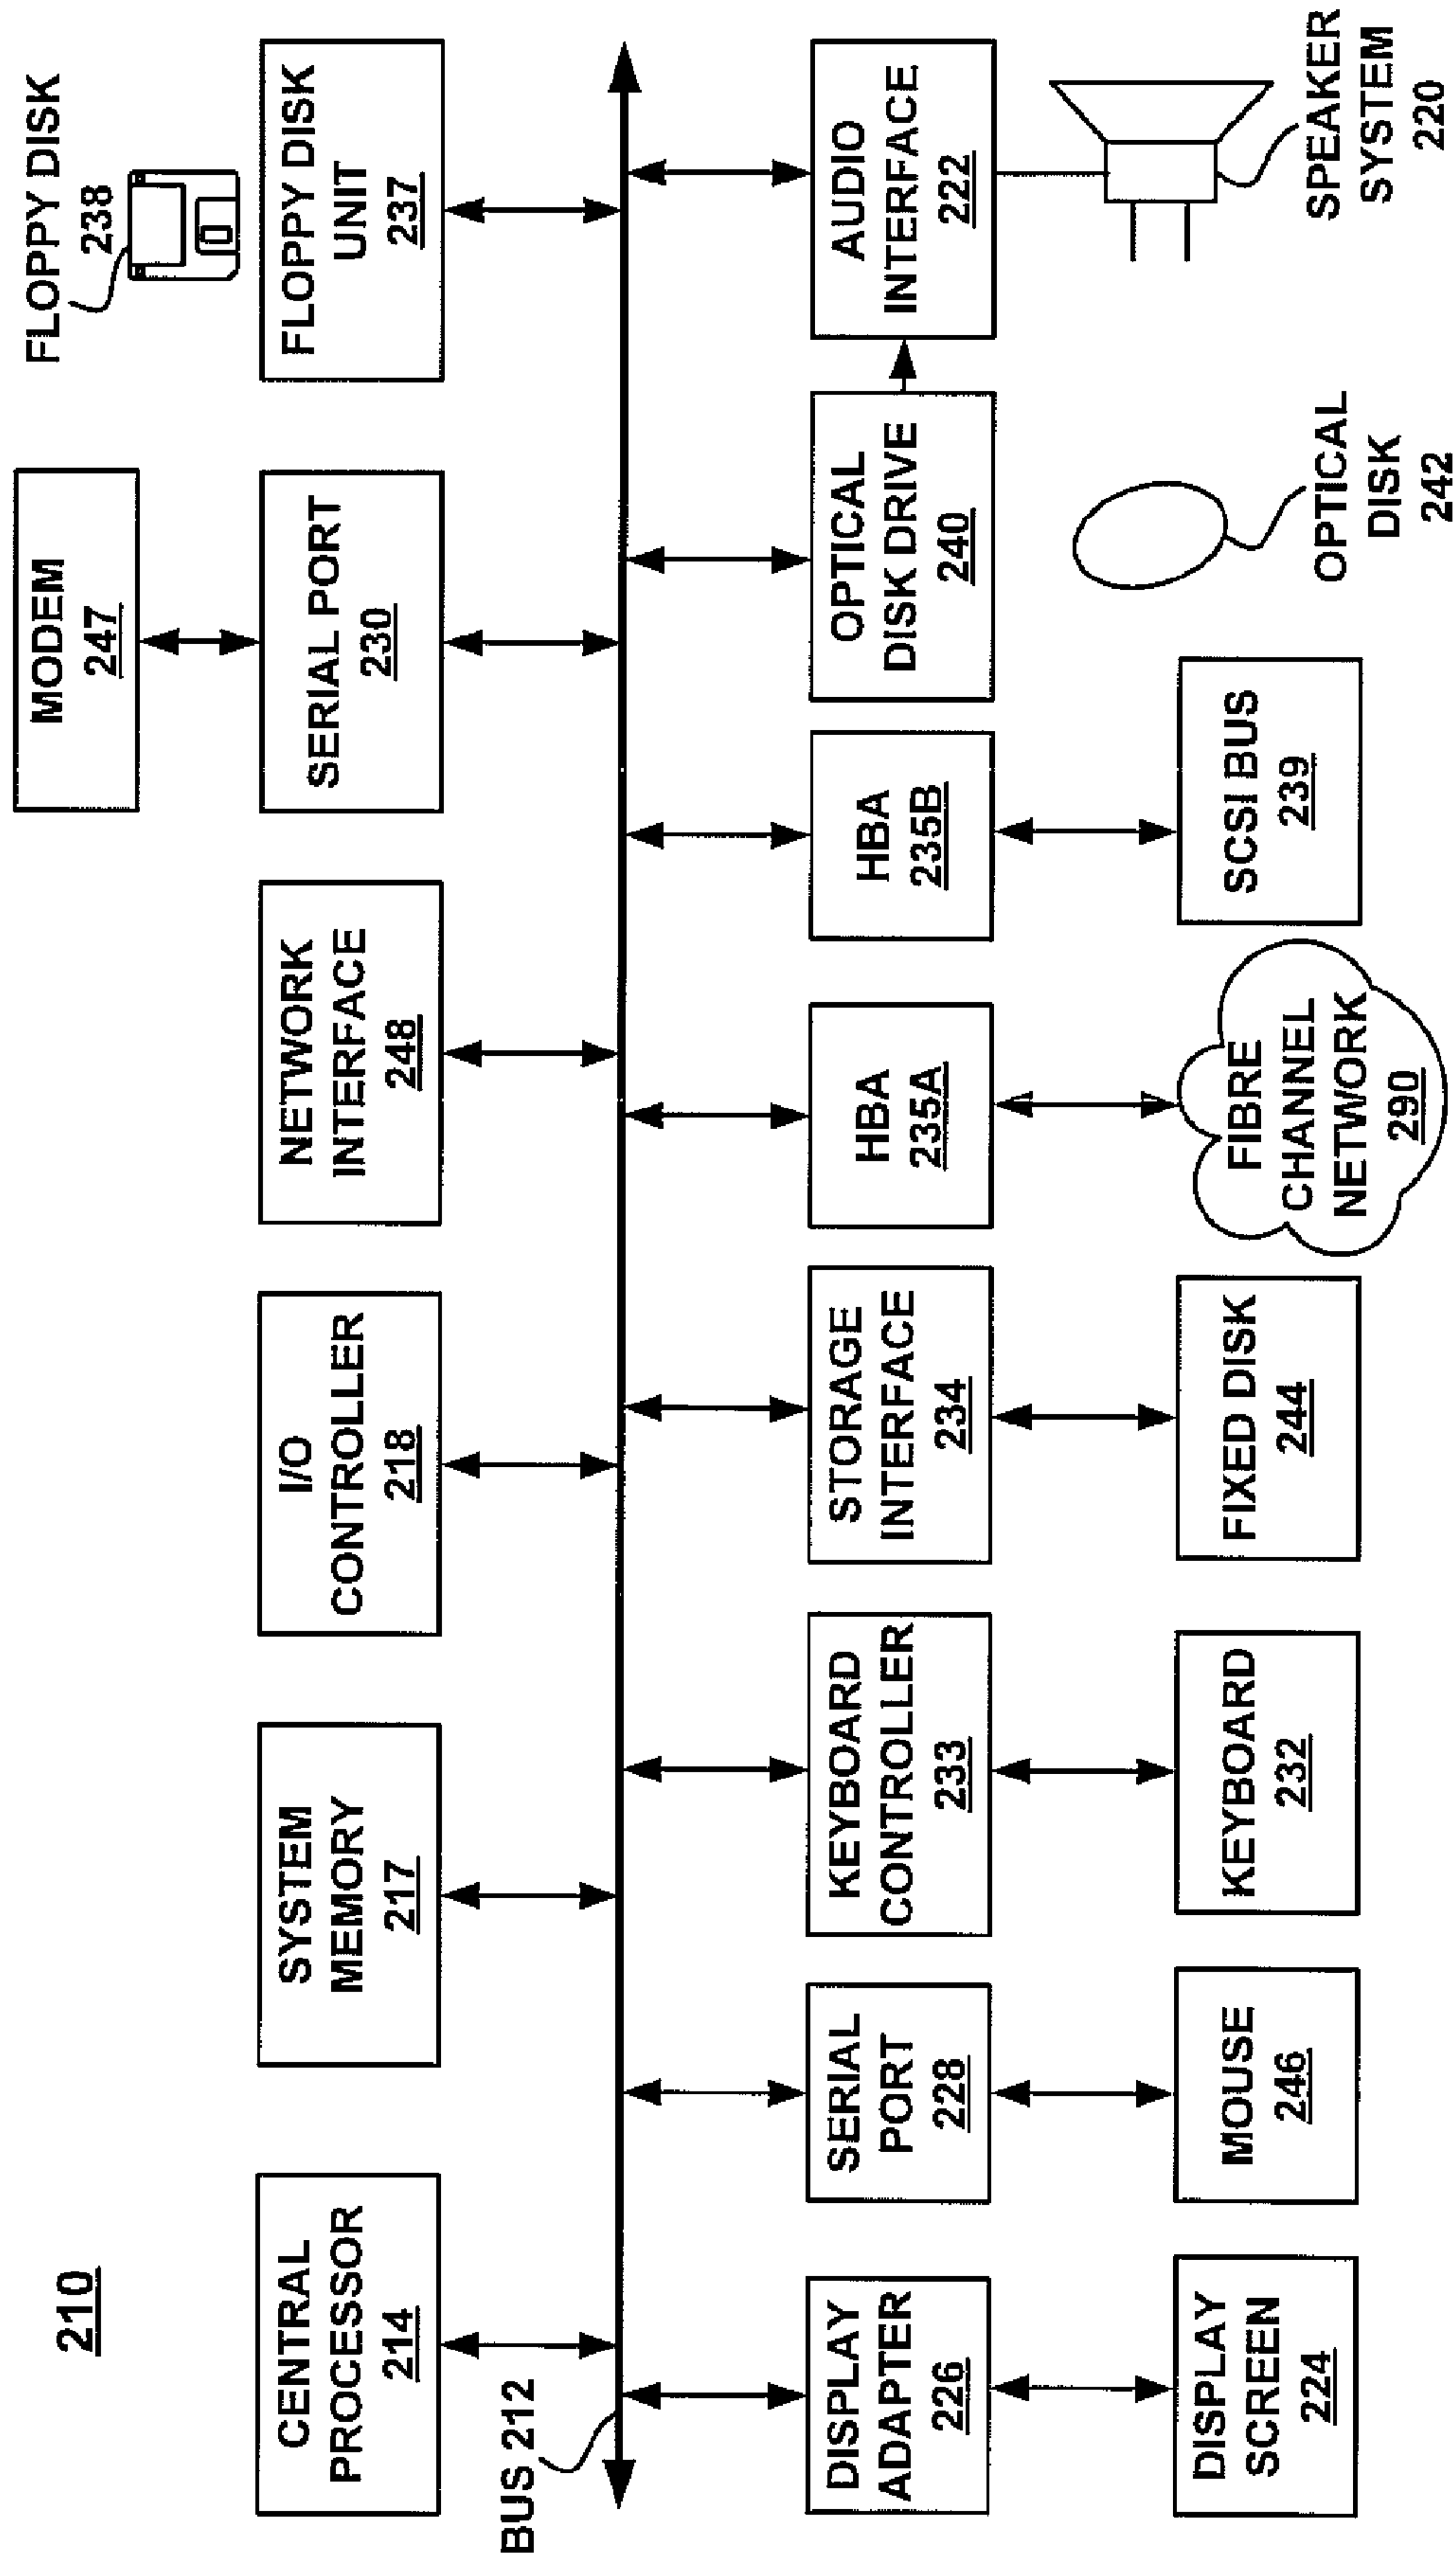 210
MODEM
247
FLOPPY DISK
238
CENTRAL
PROCESSOR
214
SYSTEM
MEMORY
217
I/O
CONTROLLER
218
NETWORK
INTERFACE
248
SERIAL PORT
230
FLOPPY DISK
UNIT
237
BUS 212
DISPLAY
ADAPTER
226
SERIAL
PORT
228
KEYBOARD
CONTROLLER
233
STORAGE
INTERFACE
234
HBA
235A
HBA
235B
OPTICAL
DISK DRIVE
240
AUDIO
INTERFACE
222
DISPLAY
SCREEN
224
MOUSE
246
KEYBOARD
232
FIXED DISK
244
FIBRE
CHANNEL
NETWORK
290
SCSI BUS
239
OPTICAL
DISK
242
SPEAKER
SYSTEM
220